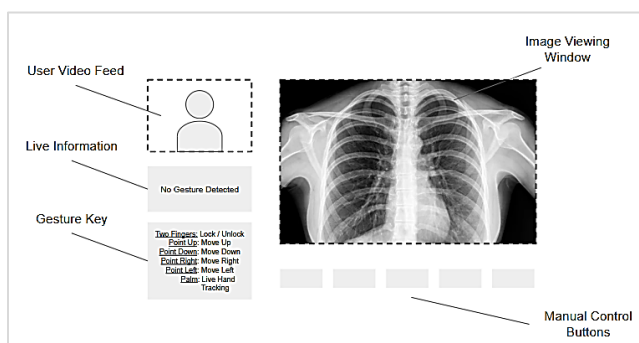 Image Viewing
Window
User Video Feed
Live Information
No Gesture Detected
Gesture Key
Two Fingers: Lock / Unlock
Point Up: Move Up
Point Down: Move Down
Point Right: Move Right
Point Left: Move Left
Palm: Live Hand
Tracking
Manual Control
Buttons